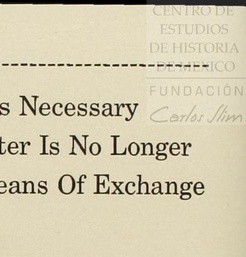 CENTRO DE
ESTUDIOS
DE HISTORIA
DE MEXICO
FUNDACIÓN
Carlos Slim
s Necessary
ter Is No Longer
eans Of Exchange